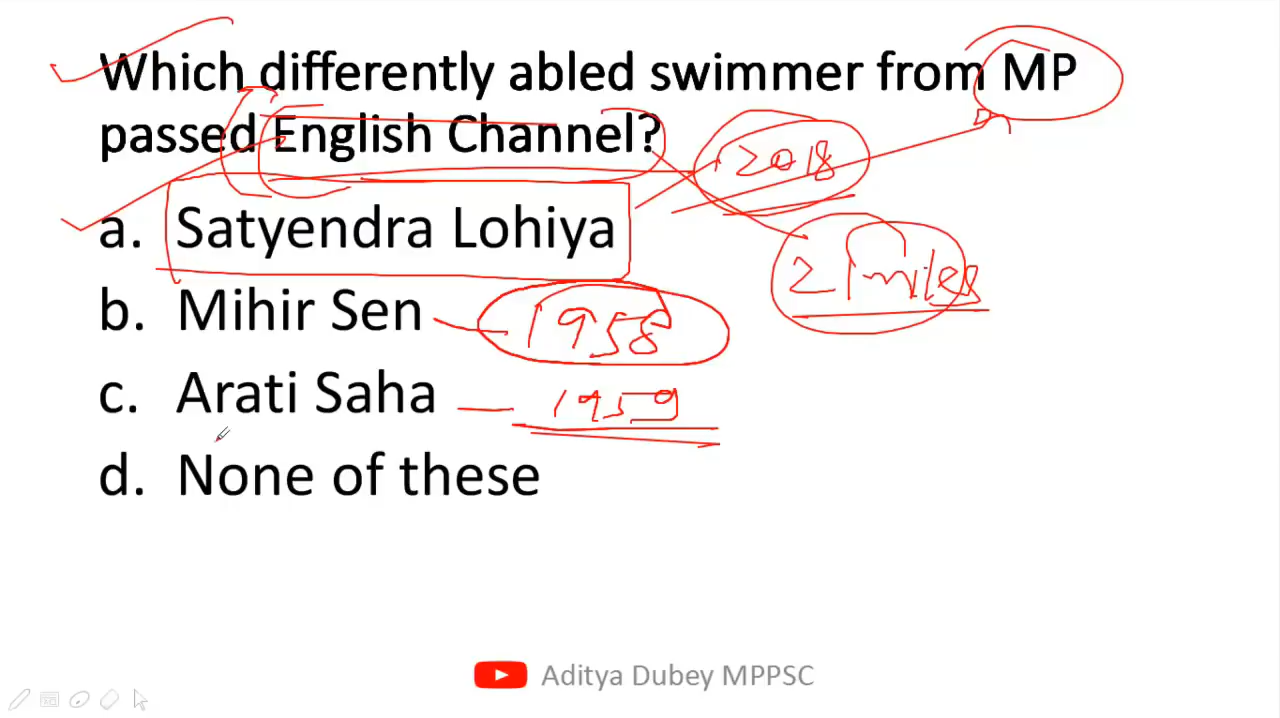 Which differently abled swimmer from MP
passed English Channel?
2018
a. Satyendra Lohiya
21 miles
b. Mihir Sen 1958
c. Arati Saha 1959
d. None of these
Aditya Dubey MPPSC